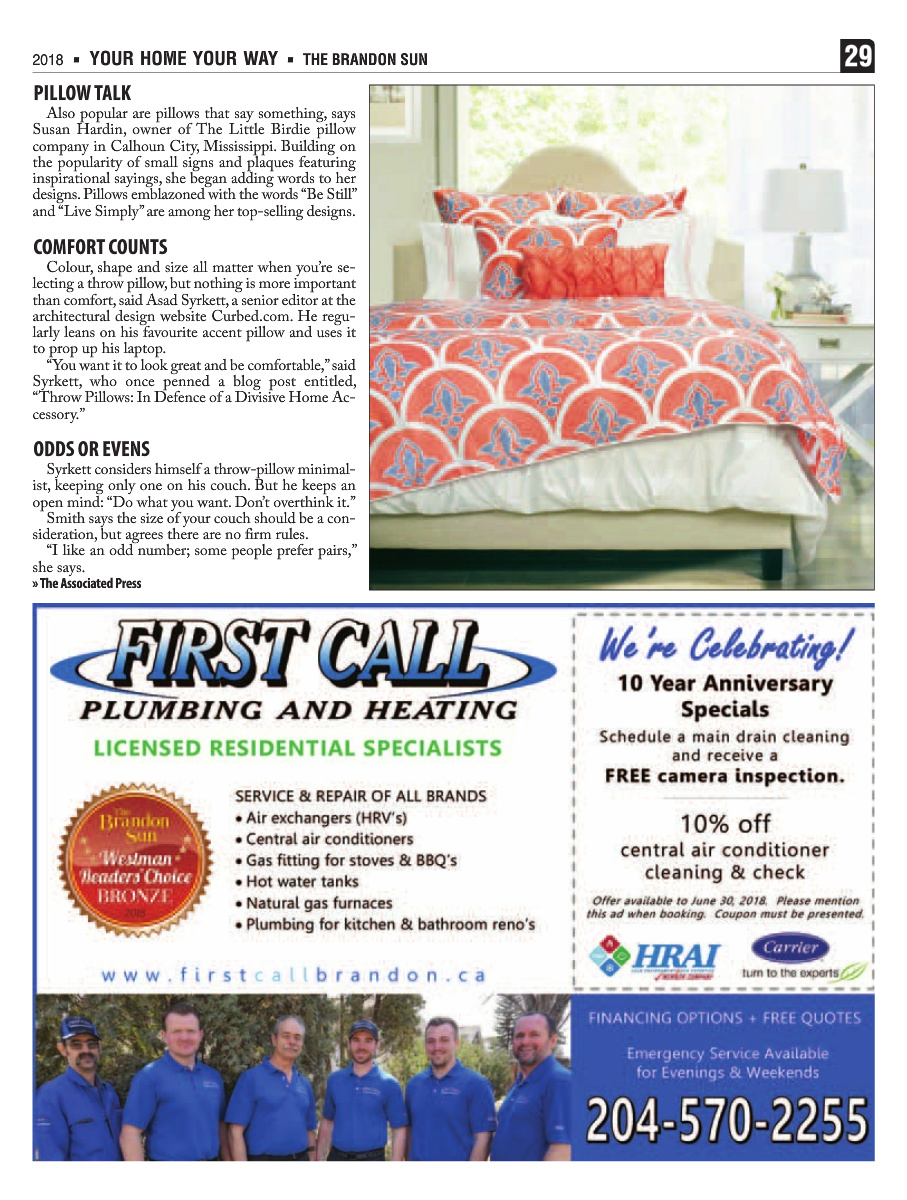 2018 ▪ YOUR HOME YOUR WAY ▪ THE BRANDON SUN
29
PILLOW TALK
Also popular are pillows that say something, says
Susan Hardin, owner of The Little Birdie pillow
company in Calhoun City, Mississippi. Building on
the popularity of small signs and plaques featuring
inspirational sayings, she began adding words to her
designs. Pillows emblazoned with the words “Be Still”
and “Live Simply” are among her top-selling designs.
COMFORT COUNTS
Colour, shape and size all matter when you’re se-
lecting a throw pillow, but nothing is more important
than comfort, said Asad Syrkett, a senior editor at the
architectural design website Curbed.com. He regu-
larly leans on his favourite accent pillow and uses it
to prop up his laptop.
“You want it to look great and be comfortable,” said
Syrkett, who once penned a blog post entitled,
“Throw Pillows: In Defence of a Divisive Home Ac-
cessory.”
ODDS OR EVENS
Syrkett considers himself a throw-pillow minimal-
ist, keeping only one on his couch. But he keeps an
open mind: “Do what you want. Don’t overthink it.”
Smith says the size of your couch should be a con-
sideration, but agrees there are no firm rules.
“I like an odd number; some people prefer pairs,”
she says.
» The Associated Press
FIRST CALL
PLUMBING AND HEATING
LICENSED RESIDENTIAL SPECIALISTS
The
Brandon
Sun
Westman
Readers' Choice
BRONZE
2018
SERVICE & REPAIR OF ALL BRANDS
• Air exchangers (HRV's)
• Central air conditioners
• Gas fitting for stoves & BBQ's
• Hot water tanks
• Natural gas furnaces
• Plumbing for kitchen & bathroom reno's
www.firstcallbrandon.ca
We're Celebrating!
10 Year Anniversary
Specials
Schedule a main drain cleaning
and receive a
FREE camera inspection.
10% off
central air conditioner
cleaning & check
Offer available to June 30, 2018. Please mention
this ad when booking. Coupon must be presented.
HRAI
Carrier
turn to the experts
FINANCING OPTIONS + FREE QUOTES
Emergency Service Available
for Evenings & Weekends
204-570-2255